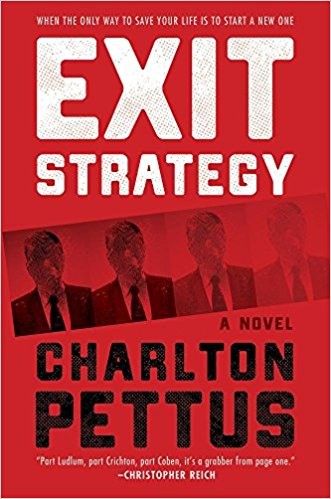 WHEN THE ONLY WAY TO SAVE YOUR LIFE IS TO START A NEW ONE
EXIT
STRATEGY
A NOVEL
CHARLTON
PETTUS
“Part Ludlum, part Crichton, part Coben, it’s a grabber from page one.”
–CHRISTOPHER REICH